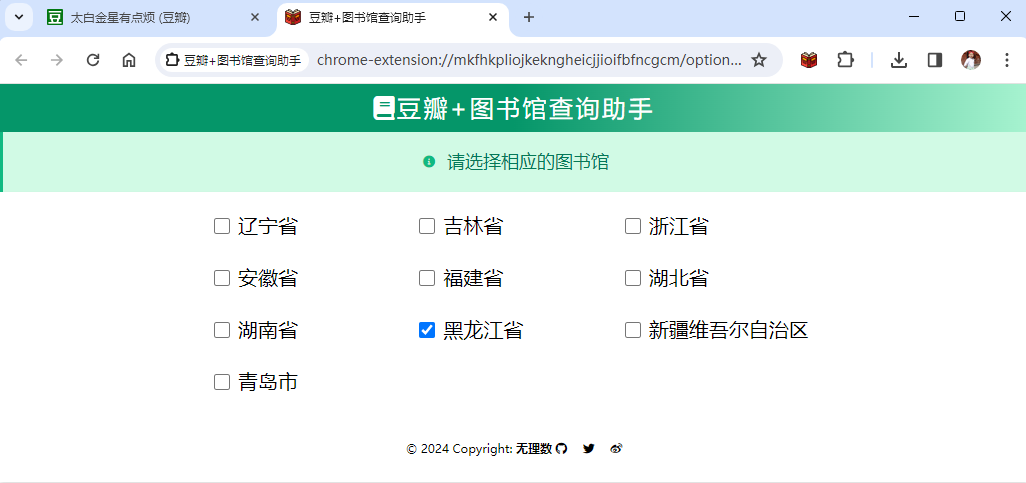 太白金星有点烦 (豆瓣)
豆瓣+图书馆查询助手
豆瓣+图书馆查询助手
chrome-extension://mkfhkpliojkekngheicjjioifbfncgcm/option...
豆瓣+图书馆查询助手
请选择相应的图书馆
辽宁省 吉林省 浙江省
安徽省 福建省 湖北省
湖南省 黑龙江省 新疆维吾尔自治区
青岛市
© 2024 Copyright: 无理数